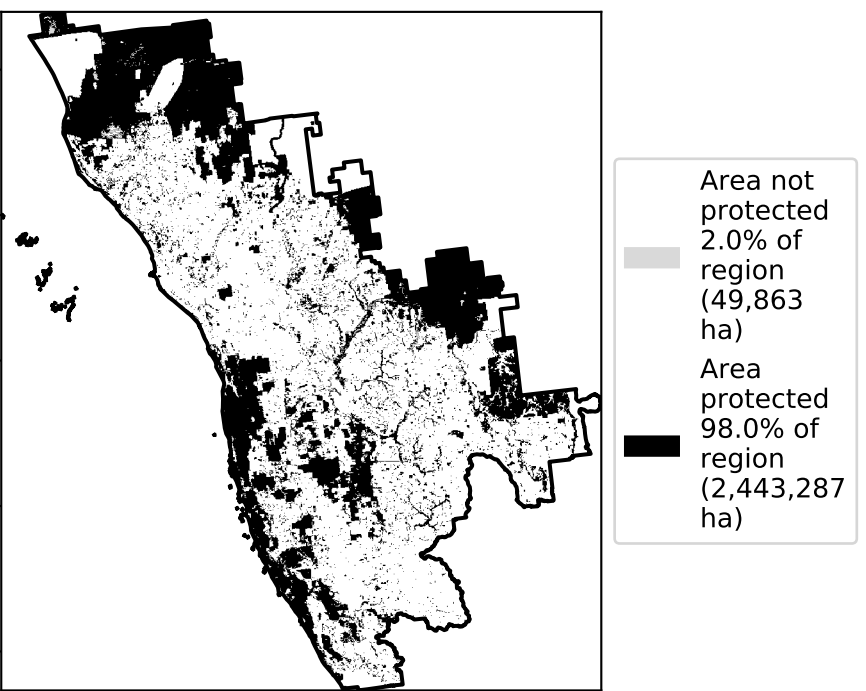 Area not
protected
2.0% of
region
(49,863
ha)
Area
protected
98.0% of
region
(2,443,287
ha)